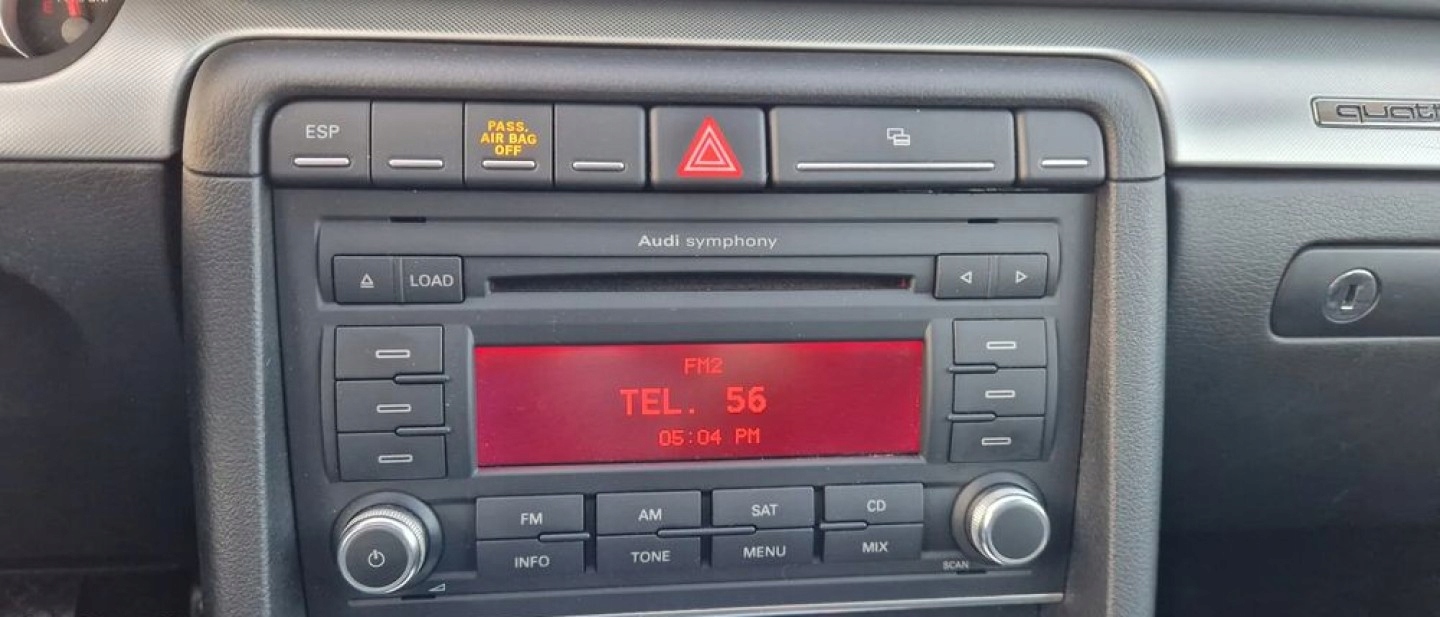 ESP
PASS.
AIR BAG
OFF
quatt
Audi symphony
LOAD
FM2
TEL. 56
05:04 PM
FM AM SAT CD
INFO TONE MENU MIX
SCAN